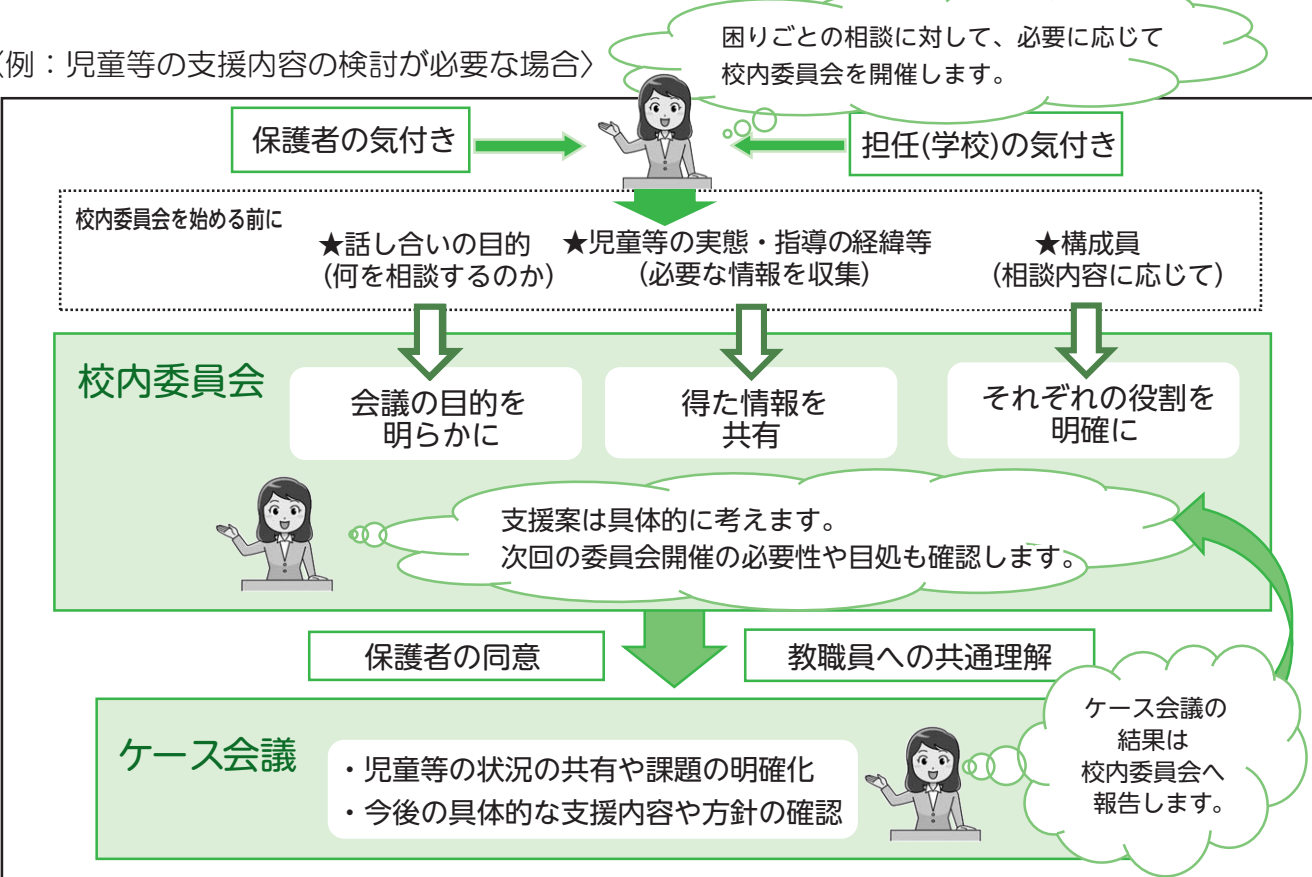 〈例：児童等の支援内容の検討が必要な場合〉
困りごとの相談に対して、必要に応じて
校内委員会を開催します。
保護者の気付き
担任(学校)の気付き
校内委員会を始める前に
★話し合いの目的
(何を相談するのか)
★児童等の実態・指導の経緯等
(必要な情報を収集)
★構成員
(相談内容に応じて)
校内委員会
会議の目的を
明らかに
得た情報を
共有
それぞれの役割を
明確に
支援案は具体的に考えます。
次回の委員会開催の必要性や目処も確認します。
保護者の同意
教職員への共通理解
ケース会議
・児童等の状況の共有や課題の明確化
・今後の具体的な支援内容や方針の確認
ケース会議の
結果は
校内委員会へ
報告します。